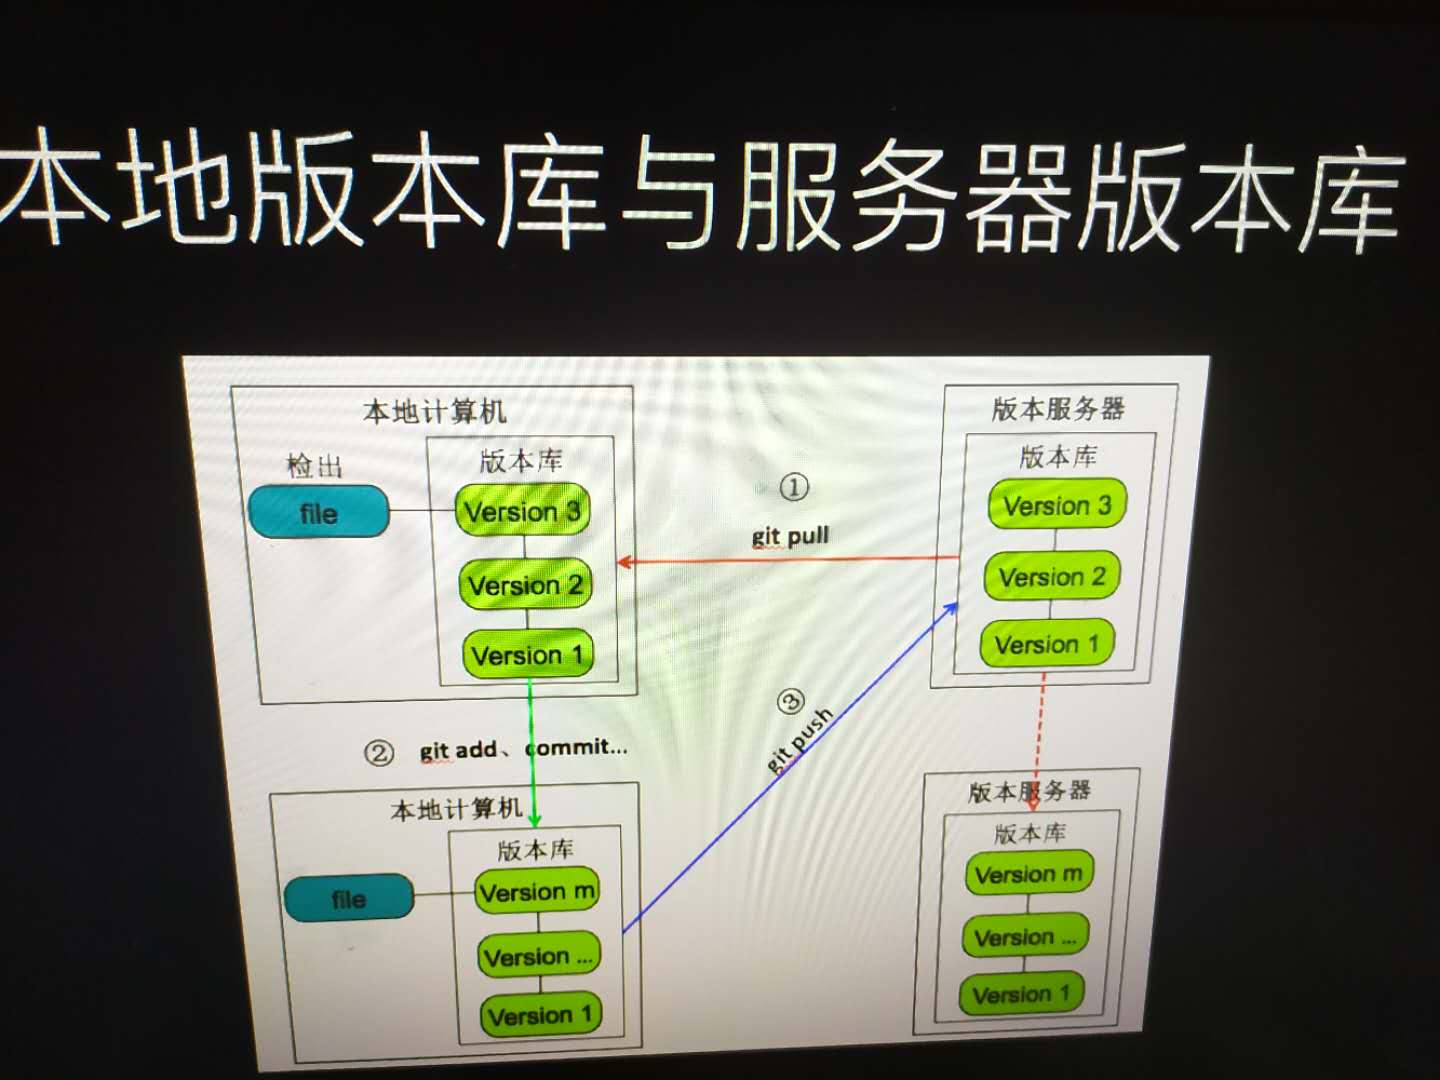 本地版本库与服务器版本库
本地计算机
检出
file
版本库
Version 3
Version 2
Version 1
①
git pull
版本服务器
版本库
Version 3
Version 2
Version 1
② git add、commit...
③
git push
本地计算机
file
版本库
Version m
Version ...
Version 1
版本服务器
版本库
Version m
Version ...
Version 1